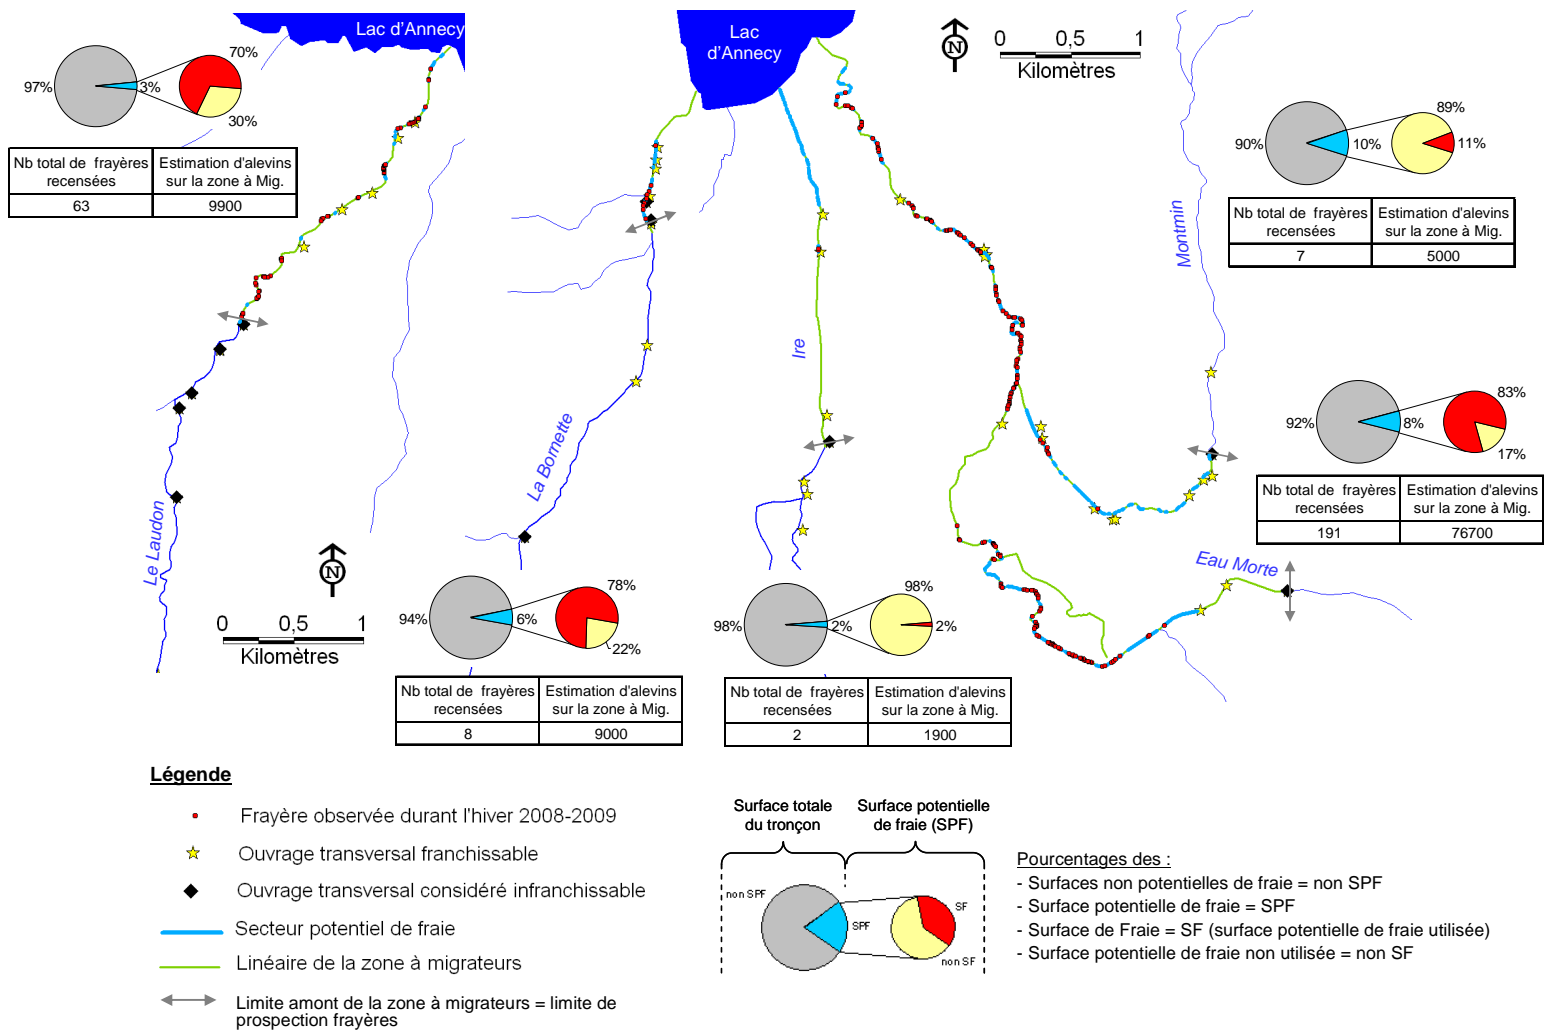 Lac d'Annecy
70%
97%
3%
30%
Nb total de frayères recensées
Estimation d'alevins sur la zone à Mig.
63
9900
Le Laudon
N
0 0,5 1
Kilomètres
Lac
d'Annecy
N
0 0,5 1
Kilomètres
La Bornette
Ire
Montmin
Eau Morte
89%
90%
10%
11%
Nb total de frayères recensées
Estimation d'alevins sur la zone à Mig.
7
5000
83%
92%
8%
17%
Nb total de frayères recensées
Estimation d'alevins sur la zone à Mig.
191
76700
78%
94%
6%
22%
Nb total de frayères recensées
Estimation d'alevins sur la zone à Mig.
8
9000
98%
98%
2%
2%
Nb total de frayères recensées
Estimation d'alevins sur la zone à Mig.
2
1900
Légende
Frayère observée durant l'hiver 2008-2009
Ouvrage transversal franchissable
Ouvrage transversal considéré infranchissable
Secteur potentiel de fraie
Linéaire de la zone à migrateurs
Limite amont de la zone à migrateurs = limite de
prospection frayères
Surface totale
du tronçon
Surface potentielle
de fraie (SPF)
non SPF
SPF
SF
non SF
Pourcentages des :
- Surfaces non potentielles de fraie = non SPF
- Surface potentielle de fraie = SPF
- Surface de Fraie = SF (surface potentielle de fraie utilisée)
- Surface potentielle de fraie non utilisée = non SF